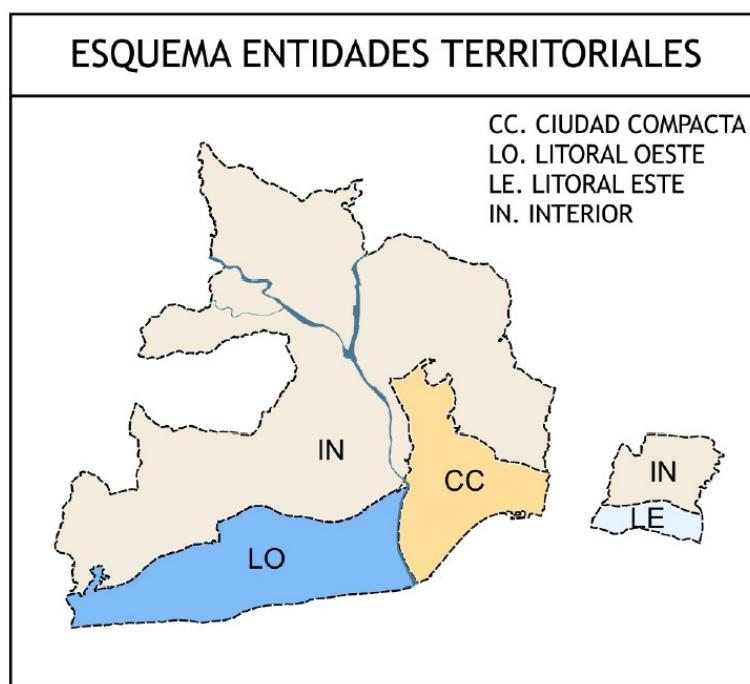 ESQUEMA ENTIDADES TERRITORIALES
CC. CIUDAD COMPACTA
LO. LITORAL OESTE
LE. LITORAL ESTE
IN. INTERIOR
IN
CC
IN
LE
LO